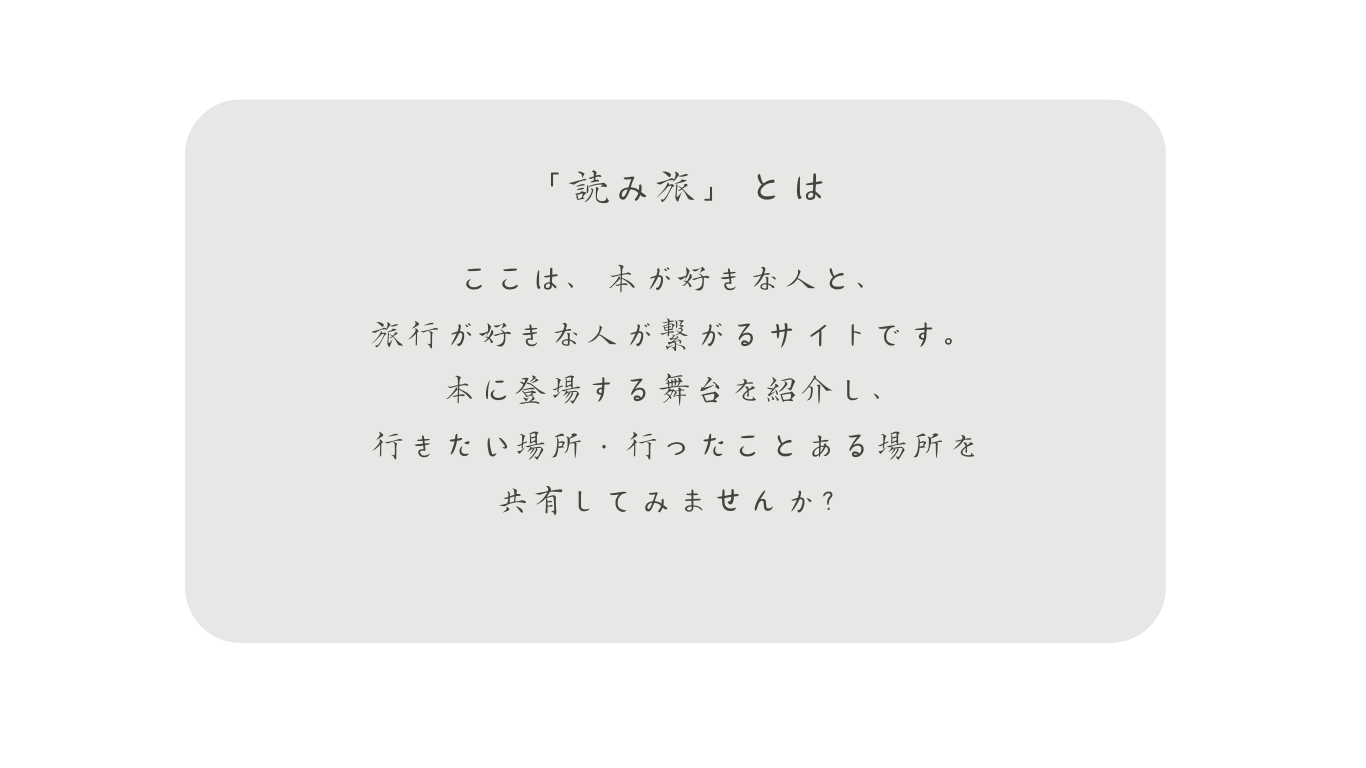 「読み旅」とは
ここは、本が好きな人と、
旅行が好きな人が繋がるサイトです。
本に登場する舞台を紹介し、
行きたい場所・行ったことある場所を
共有してみませんか?